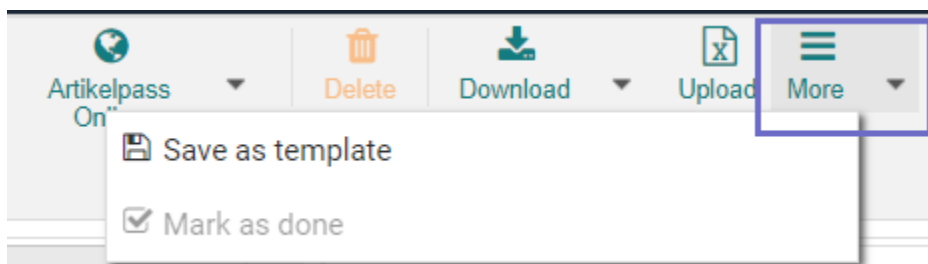 Artikelpass
Delete
Download
Upload
More
Save as template
Mark as done